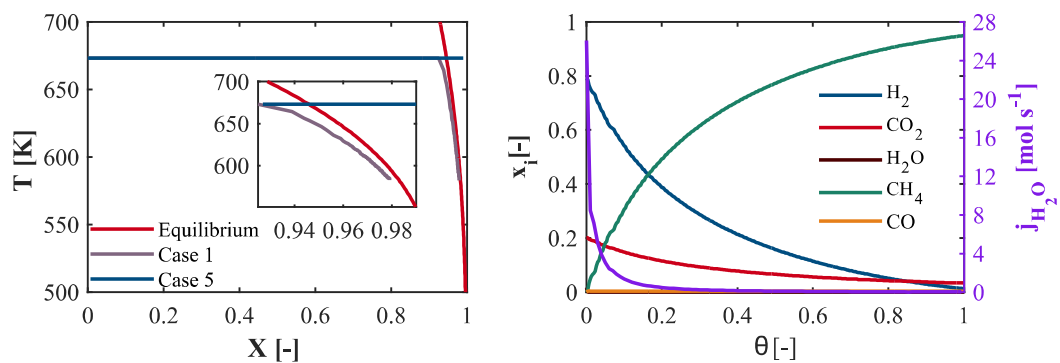 T [K]
700
650
600
550
500
700
650
600
0.94 0.96 0.98
Equilibrium
Case 1
Case 5
0 0.2 0.4 0.6 0.8 1
X [-]
x_i [-]
1
0.8
0.6
0.4
0.2
0
H₂
CO₂
H₂O
CH₄
CO
28
24
20
16
12
8
4
0
j_H₂O [mol s⁻¹]
0 0.2 0.4 0.6 0.8 1
θ [-]